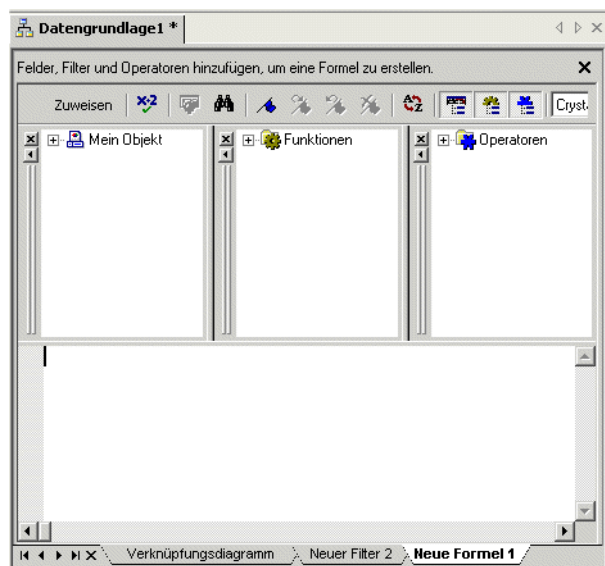 Datengrundlage1 *
Felder, Filter und Operatoren hinzufügen, um eine Formel zu erstellen.
Zuweisen x+2 A Z Cryst
Mein Objekt Funktionen Operatoren
Verknüpfungsdiagramm Neuer Filter 2 Neue Formel 1